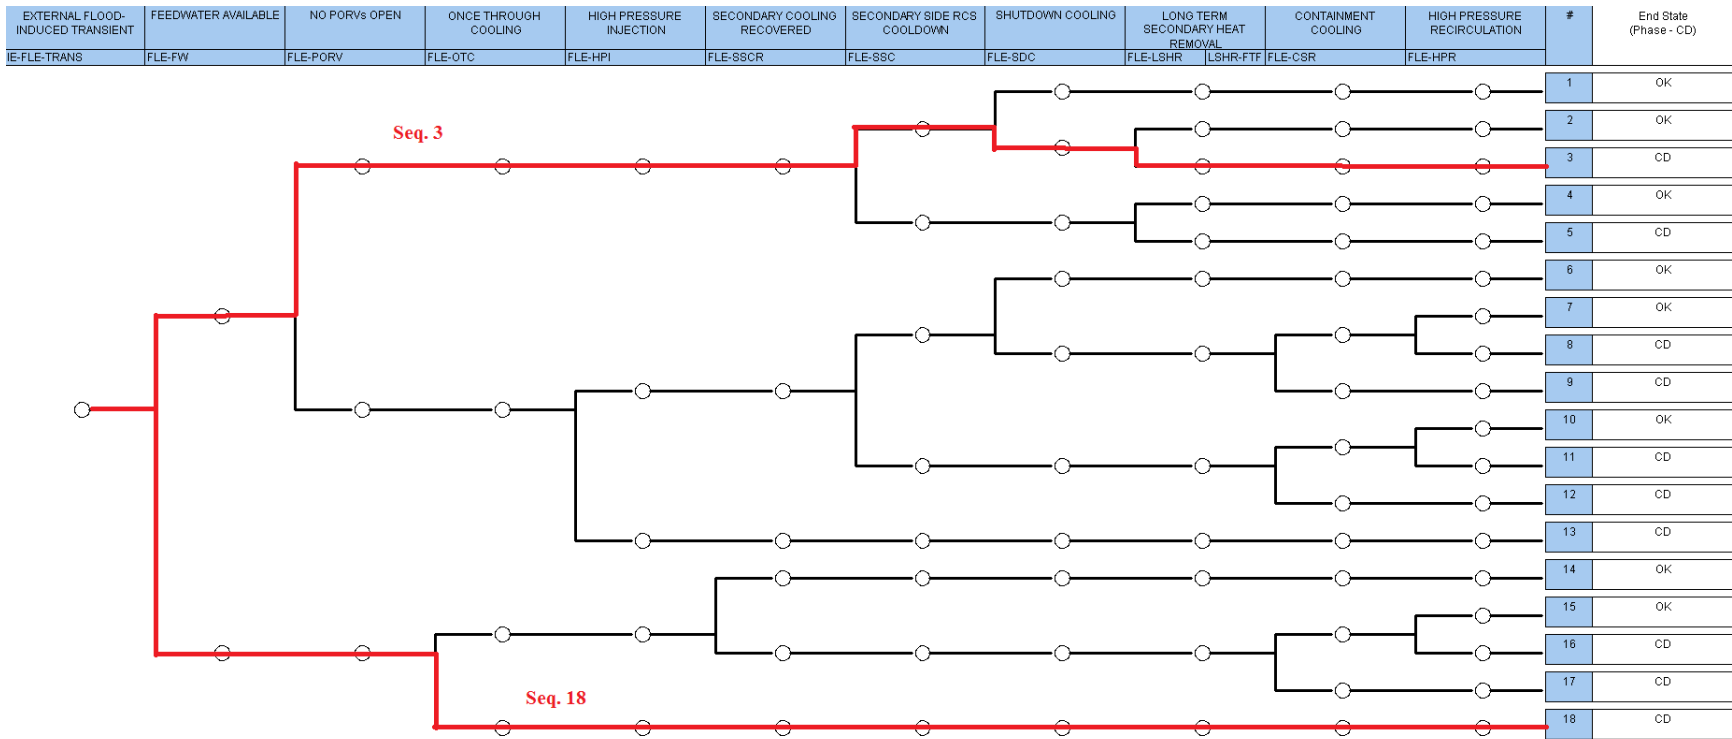 EXTERNAL FLOOD-
INDUCED TRANSIENT
FEEDWATER AVAILABLE
NO PORVs OPEN
ONCE THROUGH
COOLING
HIGH PRESSURE
INJECTION
SECONDARY COOLING
RECOVERED
SECONDARY SIDE RCS
COOLDOWN
SHUTDOWN COOLING
LONG TERM
SECONDARY HEAT
REMOVAL
CONTAINMENT
COOLING
HIGH PRESSURE
RECIRCULATION
#
End State
(Phase - CD)
IE-FLE-TRANS
FLE-FW
FLE-PORV
FLE-OTC
FLE-HPI
FLE-SSCR
FLE-SSC
FLE-SDC
FLE-LSHR
LSHR-FTF
FLE-CSR
FLE-HPR
1 OK
2 OK
Seq. 3
3 CD
4 OK
5 CD
6 OK
7 OK
8 CD
9 CD
10 OK
11 CD
12 CD
13 CD
14 OK
15 OK
16 CD
17 CD
Seq. 18
18 CD